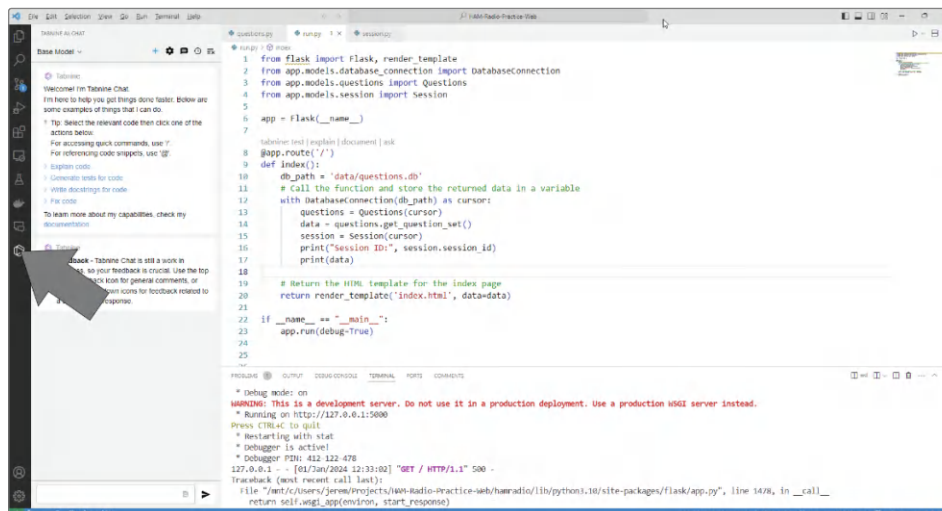 File Edit Selection View Go Run Terminal Help
HAM-Radio-Practice-Web
TABNINE AI: CHAT
Base Model
Tabnine
Welcome! I'm Tabnine Chat.
I'm here to help you get things done faster. Below are
some examples of things that I can do.
Tip: Select the relevant code then click one of the
actions below.
For accessing quick commands, use '/'.
For referencing code snippets, use '@'.
Explain code
Generate tests for code
Write docstrings for code
Fix code
To learn more about my capabilities, check my
documentation
Tabnine
so your feedback is crucial. Use the top
icon for general comments, or
icons for feedback related to
response.
questions.py run.py 1 session.py
run.py > index
1 from flask import Flask, render_template
2 from app.models.database_connection import DatabaseConnection
3 from app.models.questions import Questions
4 from app.models.session import Session
5
6 app = Flask(__name__)
7
tabnine: test | explain | document | ask
8 @app.route('/')
9 def index():
10 db_path = 'data/questions.db'
11 # Call the function and store the returned data in a variable
12 with DatabaseConnection(db_path) as cursor:
13 questions = Questions(cursor)
14 data = questions.get_question_set()
15 session = Session(cursor)
16 print("Session ID:", session.session_id)
17 print(data)
18
19 # Return the HTML template for the index page
20 return render_template('index.html', data=data)
21
22 if __name__ == "__main__":
23 app.run(debug=True)
24
25
PROBLEMS OUTPUT DEBUG CONSOLE TERMINAL PORTS COMMENTS
* Debug mode: on
WARNING: This is a development server. Do not use it in a production deployment. Use a production WSGI server instead.
* Running on http://127.0.0.1:5000
Press CTRL+C to quit
* Restarting with stat
* Debugger is active!
* Debugger PIN: 412-122-478
127.0.0.1 - - [01/Jan/2024 12:33:02] "GET / HTTP/1.1" 500 -
Traceback (most recent call last):
File "/mnt/c/Users/jerem/Projects/HAM-Radio-Practice-Web/hamradio/lib/python3.10/site-packages/flask/app.py", line 1478, in __call__
return self.wsgi_app(environ, start_response)